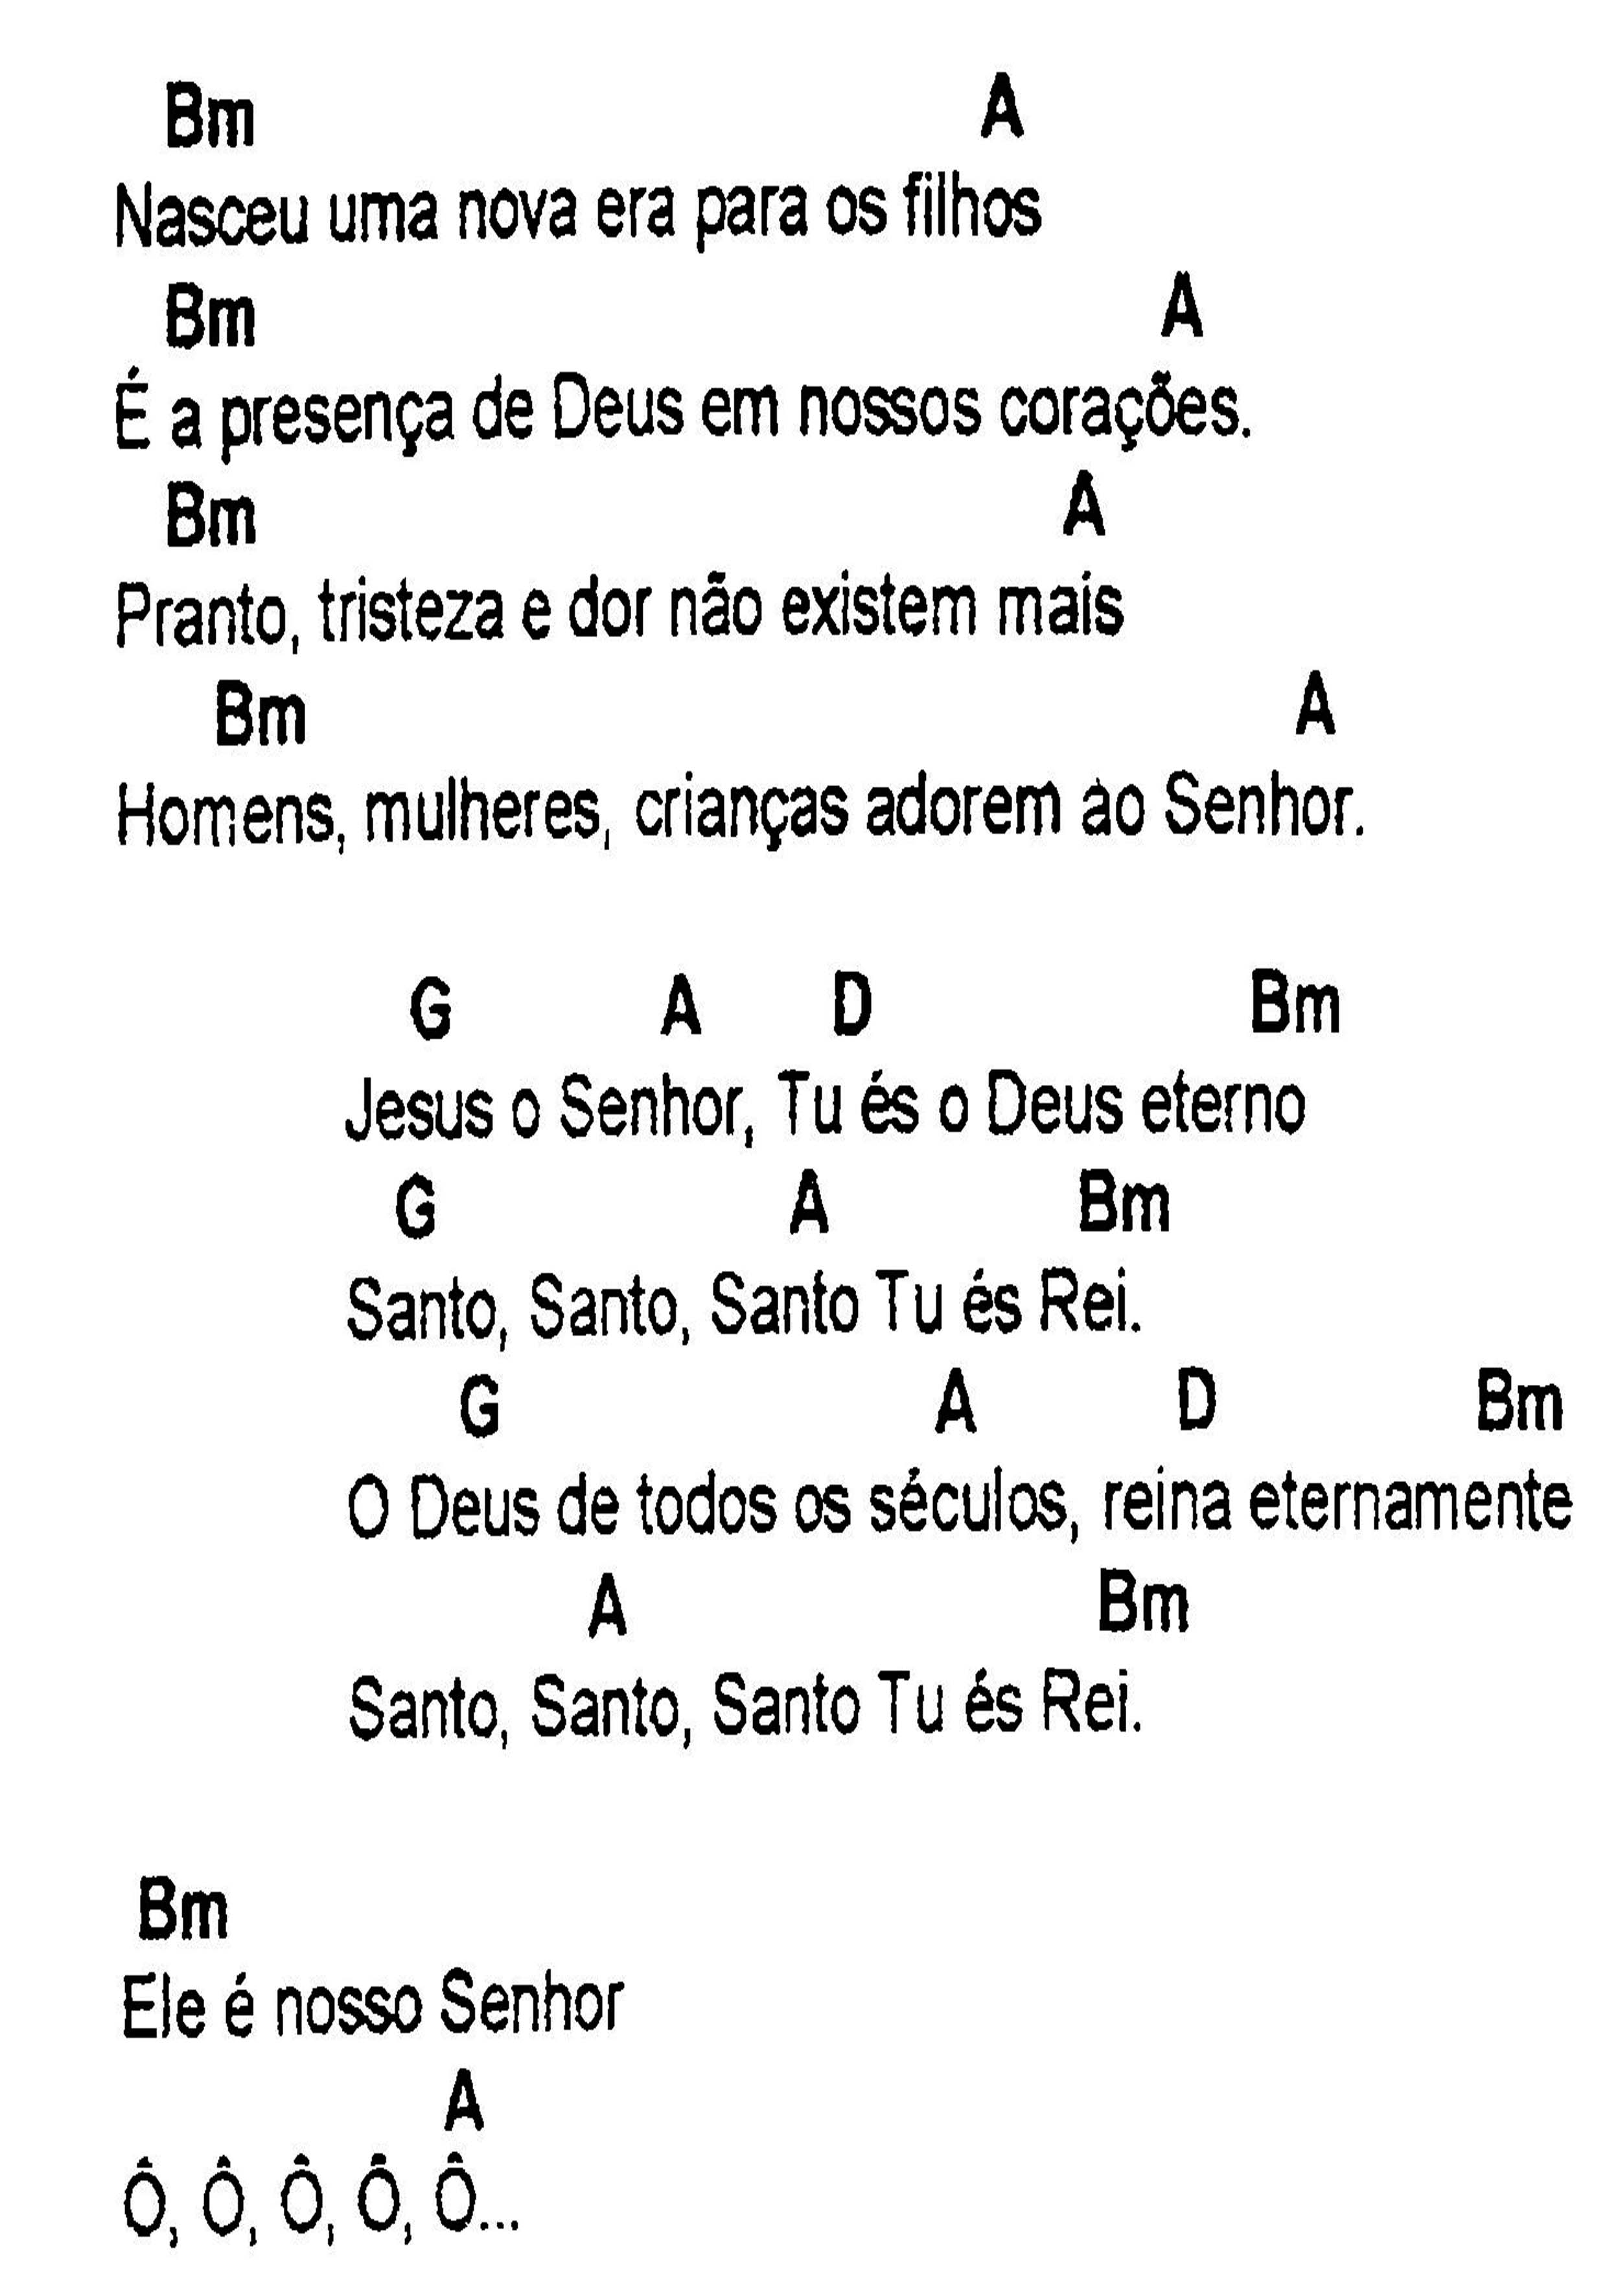 Bm A
Nasceu uma nova era para os filhos
Bm A
É a presença de Deus em nossos corações.
Bm A
Pranto, tristeza e dor não existem mais
Bm A
Homens, mulheres, crianças adorem ao Senhor.
G A D Bm
Jesus o Senhor, Tu és o Deus eterno
G A Bm
Santo, Santo, Santo Tu és Rei.
G A D Bm
O Deus de todos os séculos, reina eternamente
A Bm
Santo, Santo, Santo Tu és Rei.
Bm
Ele é nosso Senhor
A
Ô, Ô, Ô, Ô, Ô...